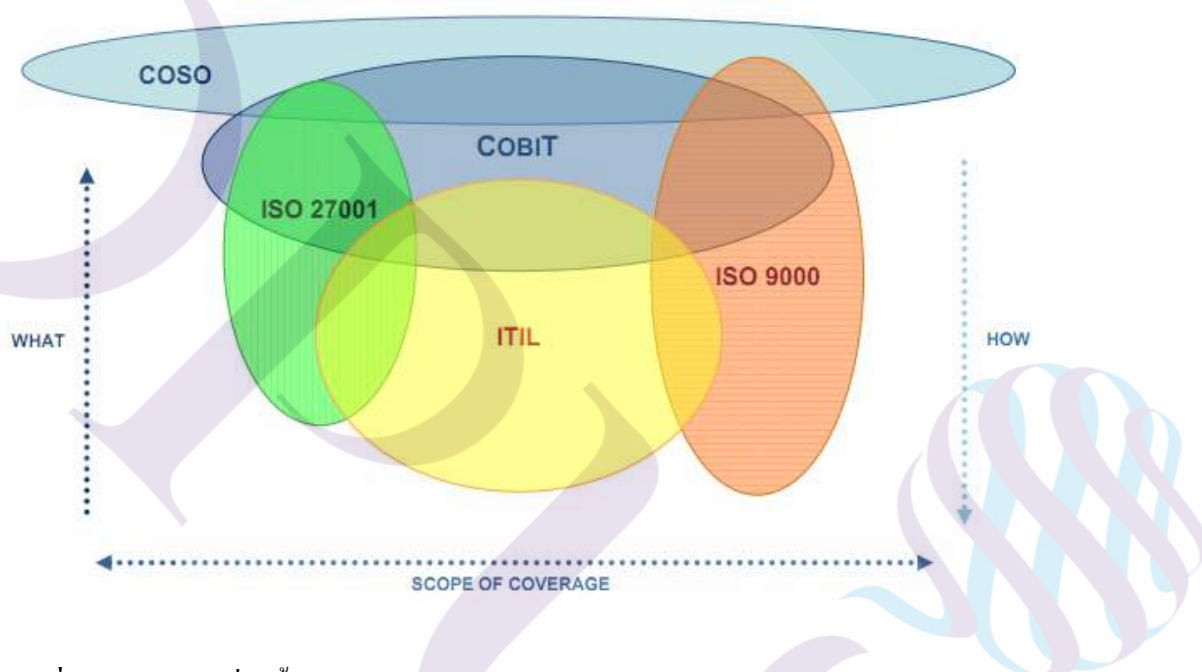 COSO
COBIT
ISO 27001
ISO 9000
ITIL
WHAT
HOW
SCOPE OF COVERAGE